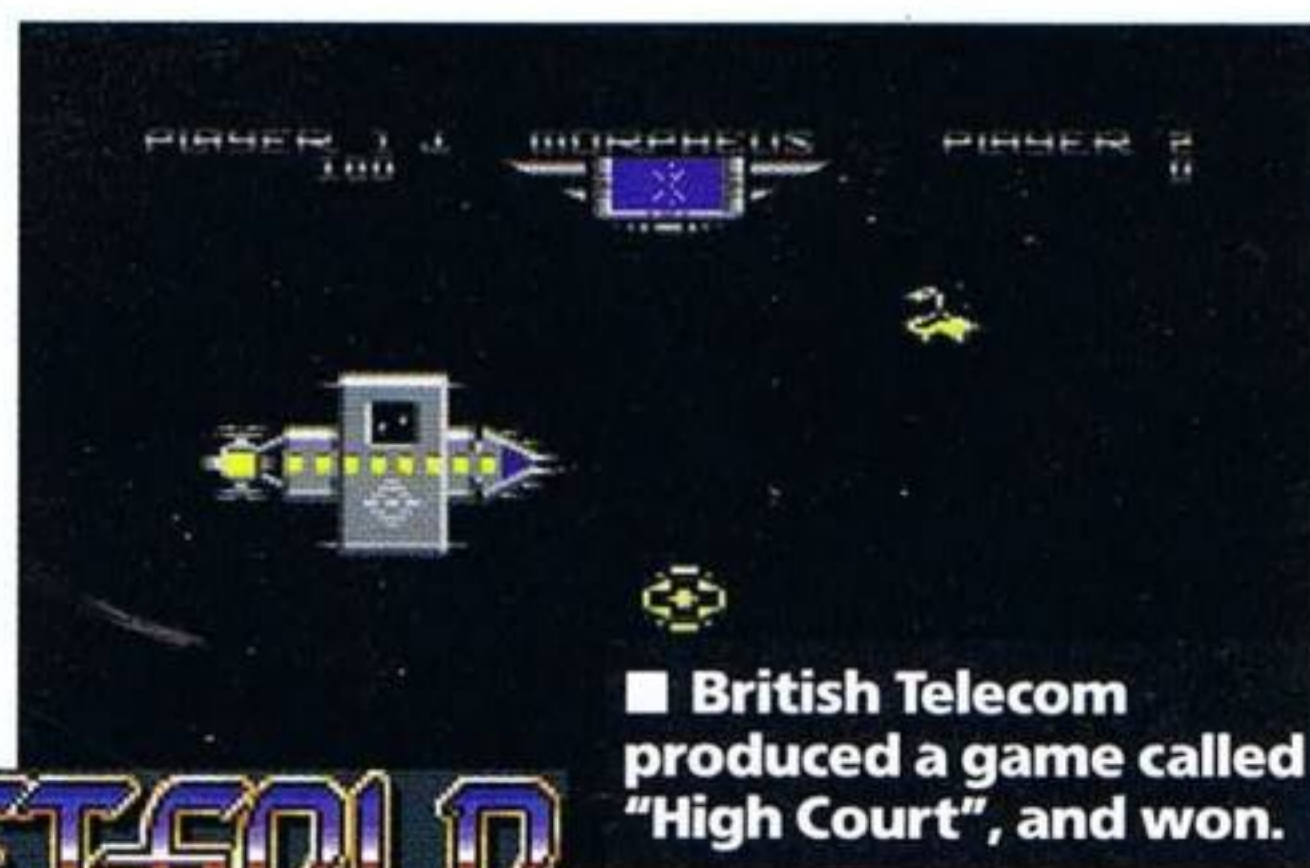 PLAYER 1
MORPHEUS
PLAYER 2
100
0
■ British Telecom
produced a game called
“High Court”, and won.